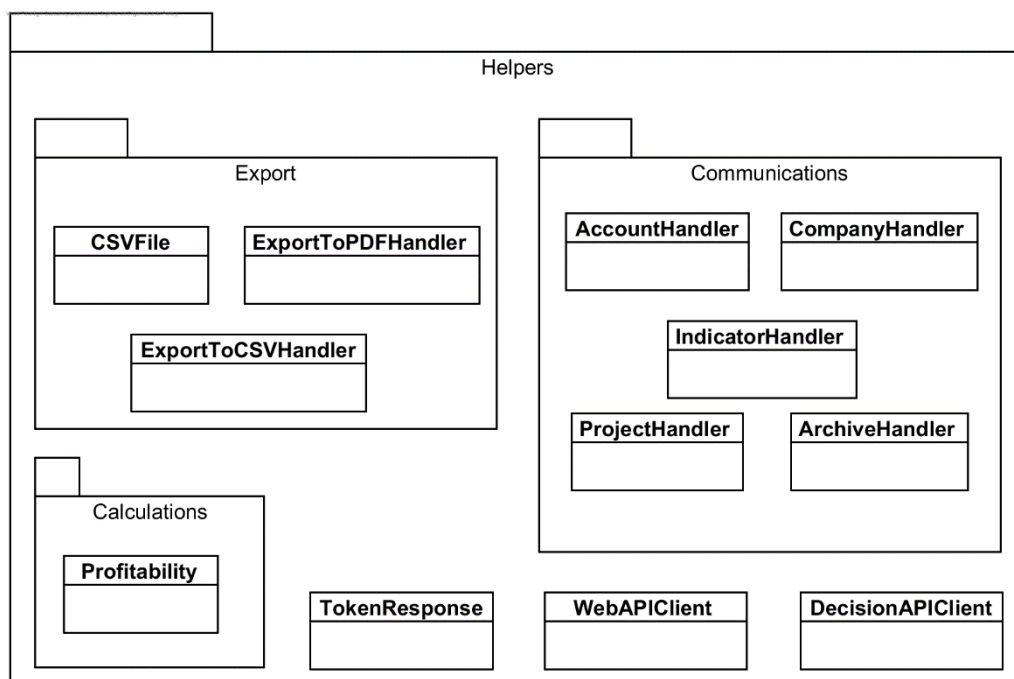 Helpers
Export
CSVFile
ExportToPDFHandler
ExportToCSVHandler
Communications
AccountHandler
CompanyHandler
IndicatorHandler
ProjectHandler
ArchiveHandler
Calculations
Profitability
TokenResponse
WebAPIClient
DecisionAPIClient